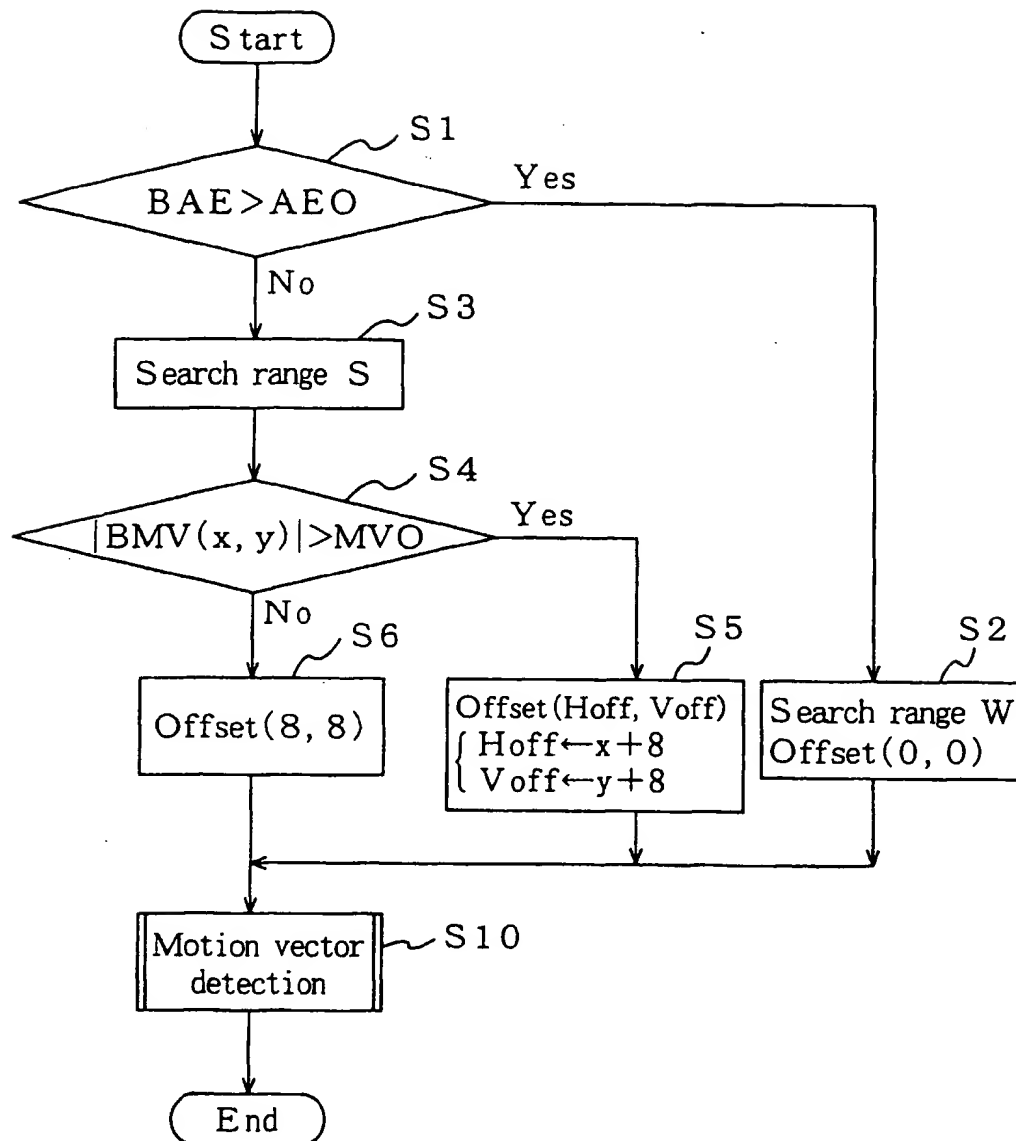 Start
S1
BAE>AEO
Yes
No
S3
Search range S
S4
|BMV(x, y)|>MVO
Yes
No
S6
Offset(8, 8)
S5
Offset(Hoff, Voff)
Hoff←x+8
Voff←y+8
S2
Search range W
Offset(0, 0)
Motion vector
detection
S10
End